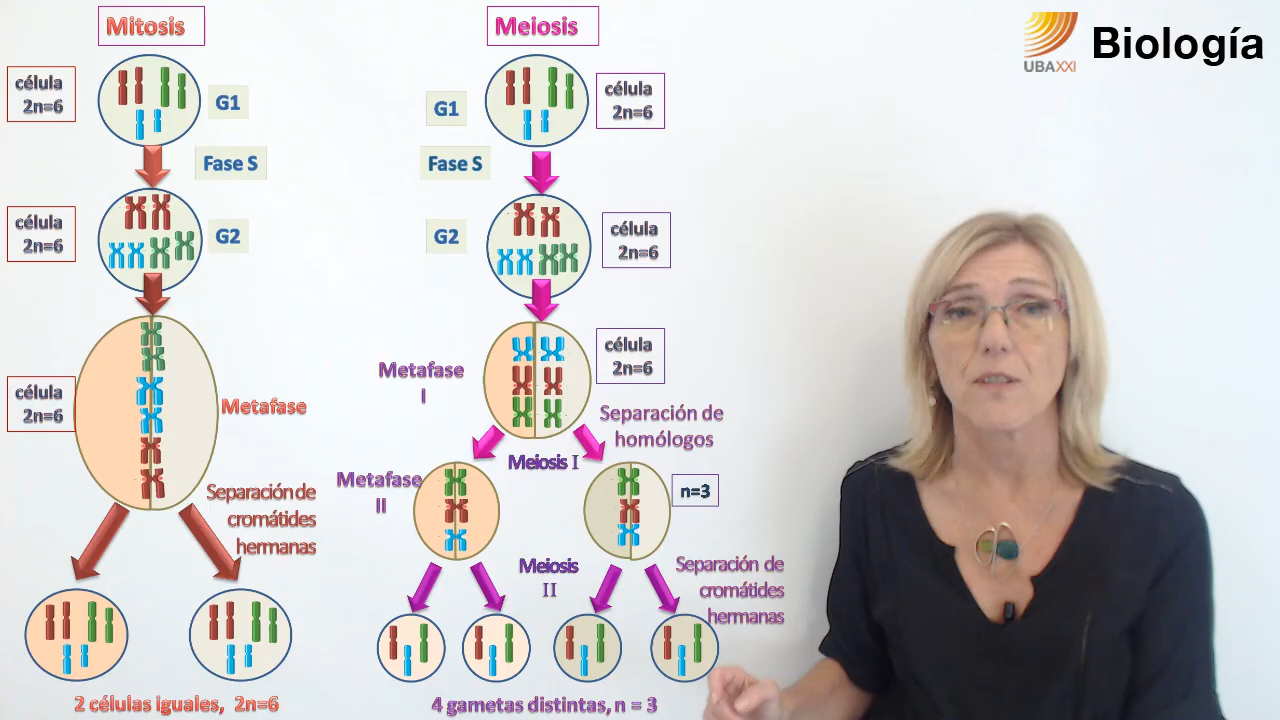 Mitosis
célula
2n=6
G1
Fase S
célula
2n=6
G2
célula
2n=6
Metafase
Separación de
cromátides
hermanas
2 células iguales, 2n=6
Meiosis
G1
célula
2n=6
Fase S
G2
célula
2n=6
Metafase
I
célula
2n=6
Separación de
homólogos
Meiosis I
Metafase
II
n=3
Meiosis
II
Separación de
cromátides
hermanas
4 gametas distintas, n = 3
UBAXXI
Biología